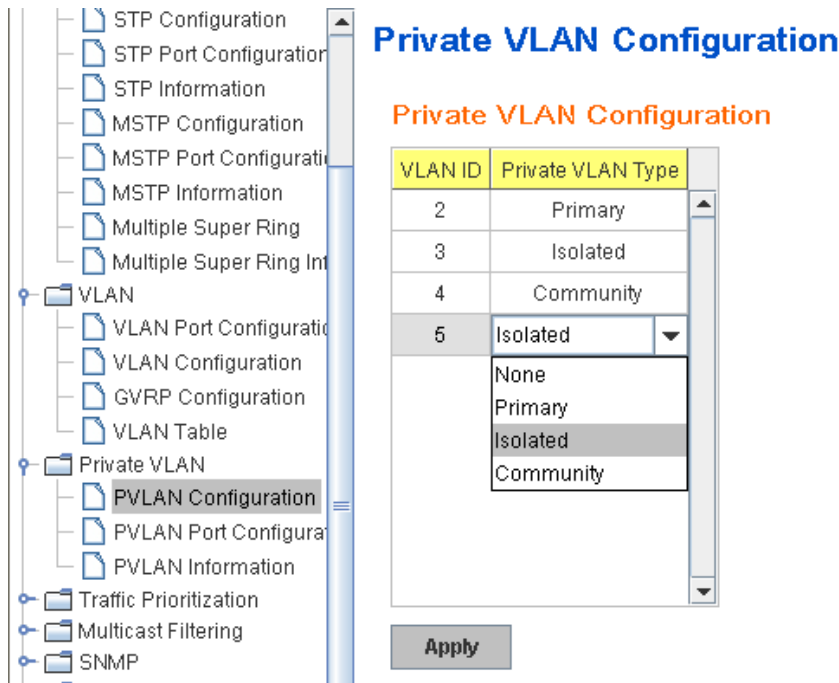 STP Configuration
STP Port Configuration
STP Information
MSTP Configuration
MSTP Port Configurati
MSTP Information
Multiple Super Ring
Multiple Super Ring Inf
VLAN
VLAN Port Configuratio
VLAN Configuration
GVRP Configuration
VLAN Table
Private VLAN
PVLAN Configuration
PVLAN Port Configurat
PVLAN Information
Traffic Prioritization
Multicast Filtering
SNMP
Private VLAN Configuration
Private VLAN Configuration
VLAN ID Private VLAN Type
2 Primary
3 Isolated
4 Community
5 Isolated
None
Primary
Isolated
Community
Apply